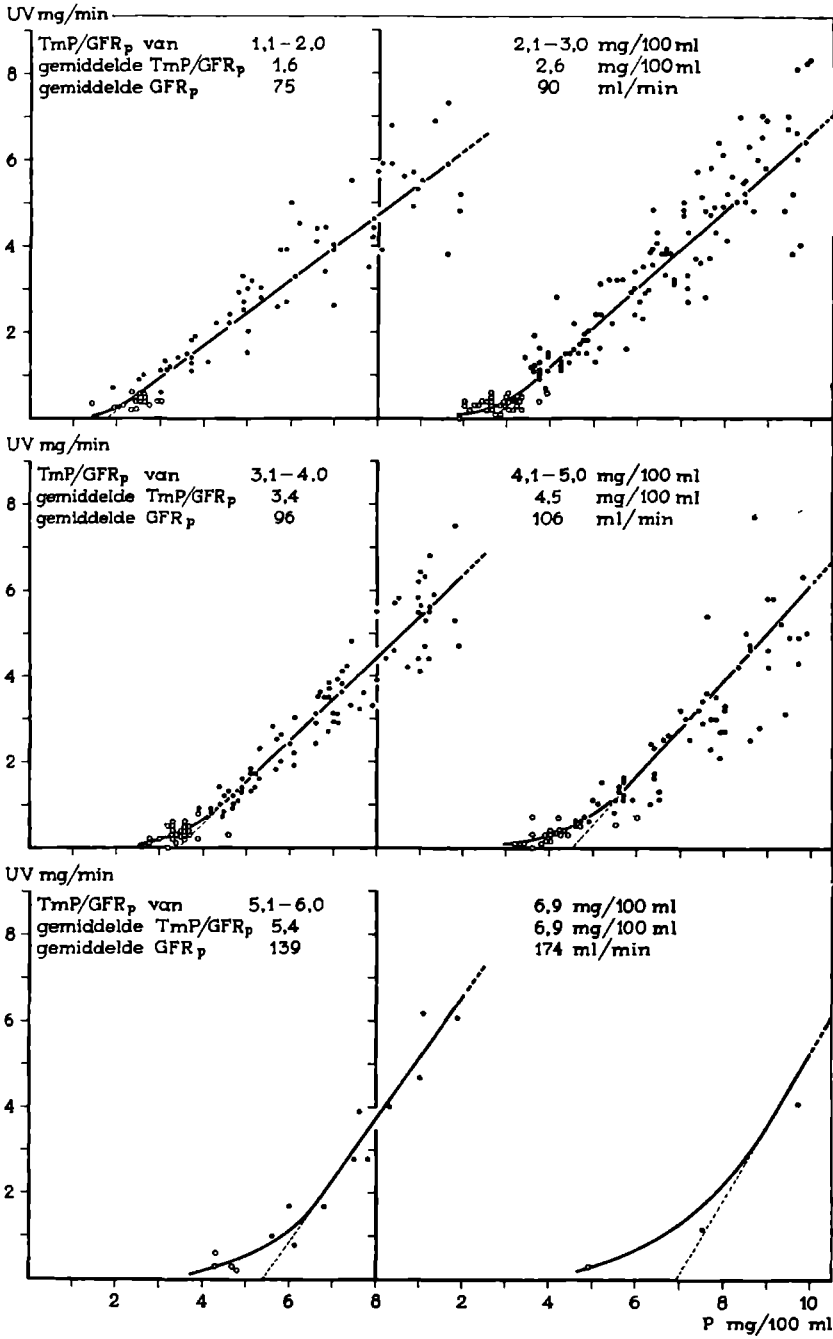 UV mg/min
TmP/GFRp van 1,1-2,0
gemiddelde TmP/GFRp 1,6
gemiddelde GFRp 75
2,1-3,0 mg/100 ml
2,6 mg/100 ml
90 ml/min
8
6
4
2
UV mg/min
TmP/GFRp van 3,1-4,0
gemiddelde TmP/GFRp 3,4
gemiddelde GFRp 96
4,1-5,0 mg/100 ml
4,5 mg/100 ml
106 ml/min
8
6
4
2
UV mg/min
TmP/GFRp van 5,1-6,0
gemiddelde TmP/GFRp 5,4
gemiddelde GFRp 139
6,9 mg/100 ml
6,9 mg/100 ml
174 ml/min
8
6
4
2
2 4 6 8 2 4 6 8 10
P mg/100 ml